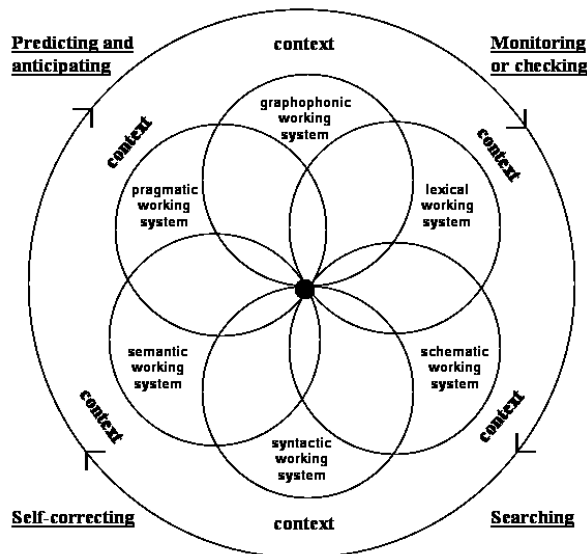 Predicting and
anticipating
context
Monitoring
or checking
graphophonic
working
system
context
context
pragmatic
working
system
lexical
working
system
semantic
working
system
schematic
working
system
context
syntactic
working
system
context
Self-correcting
context
Searching